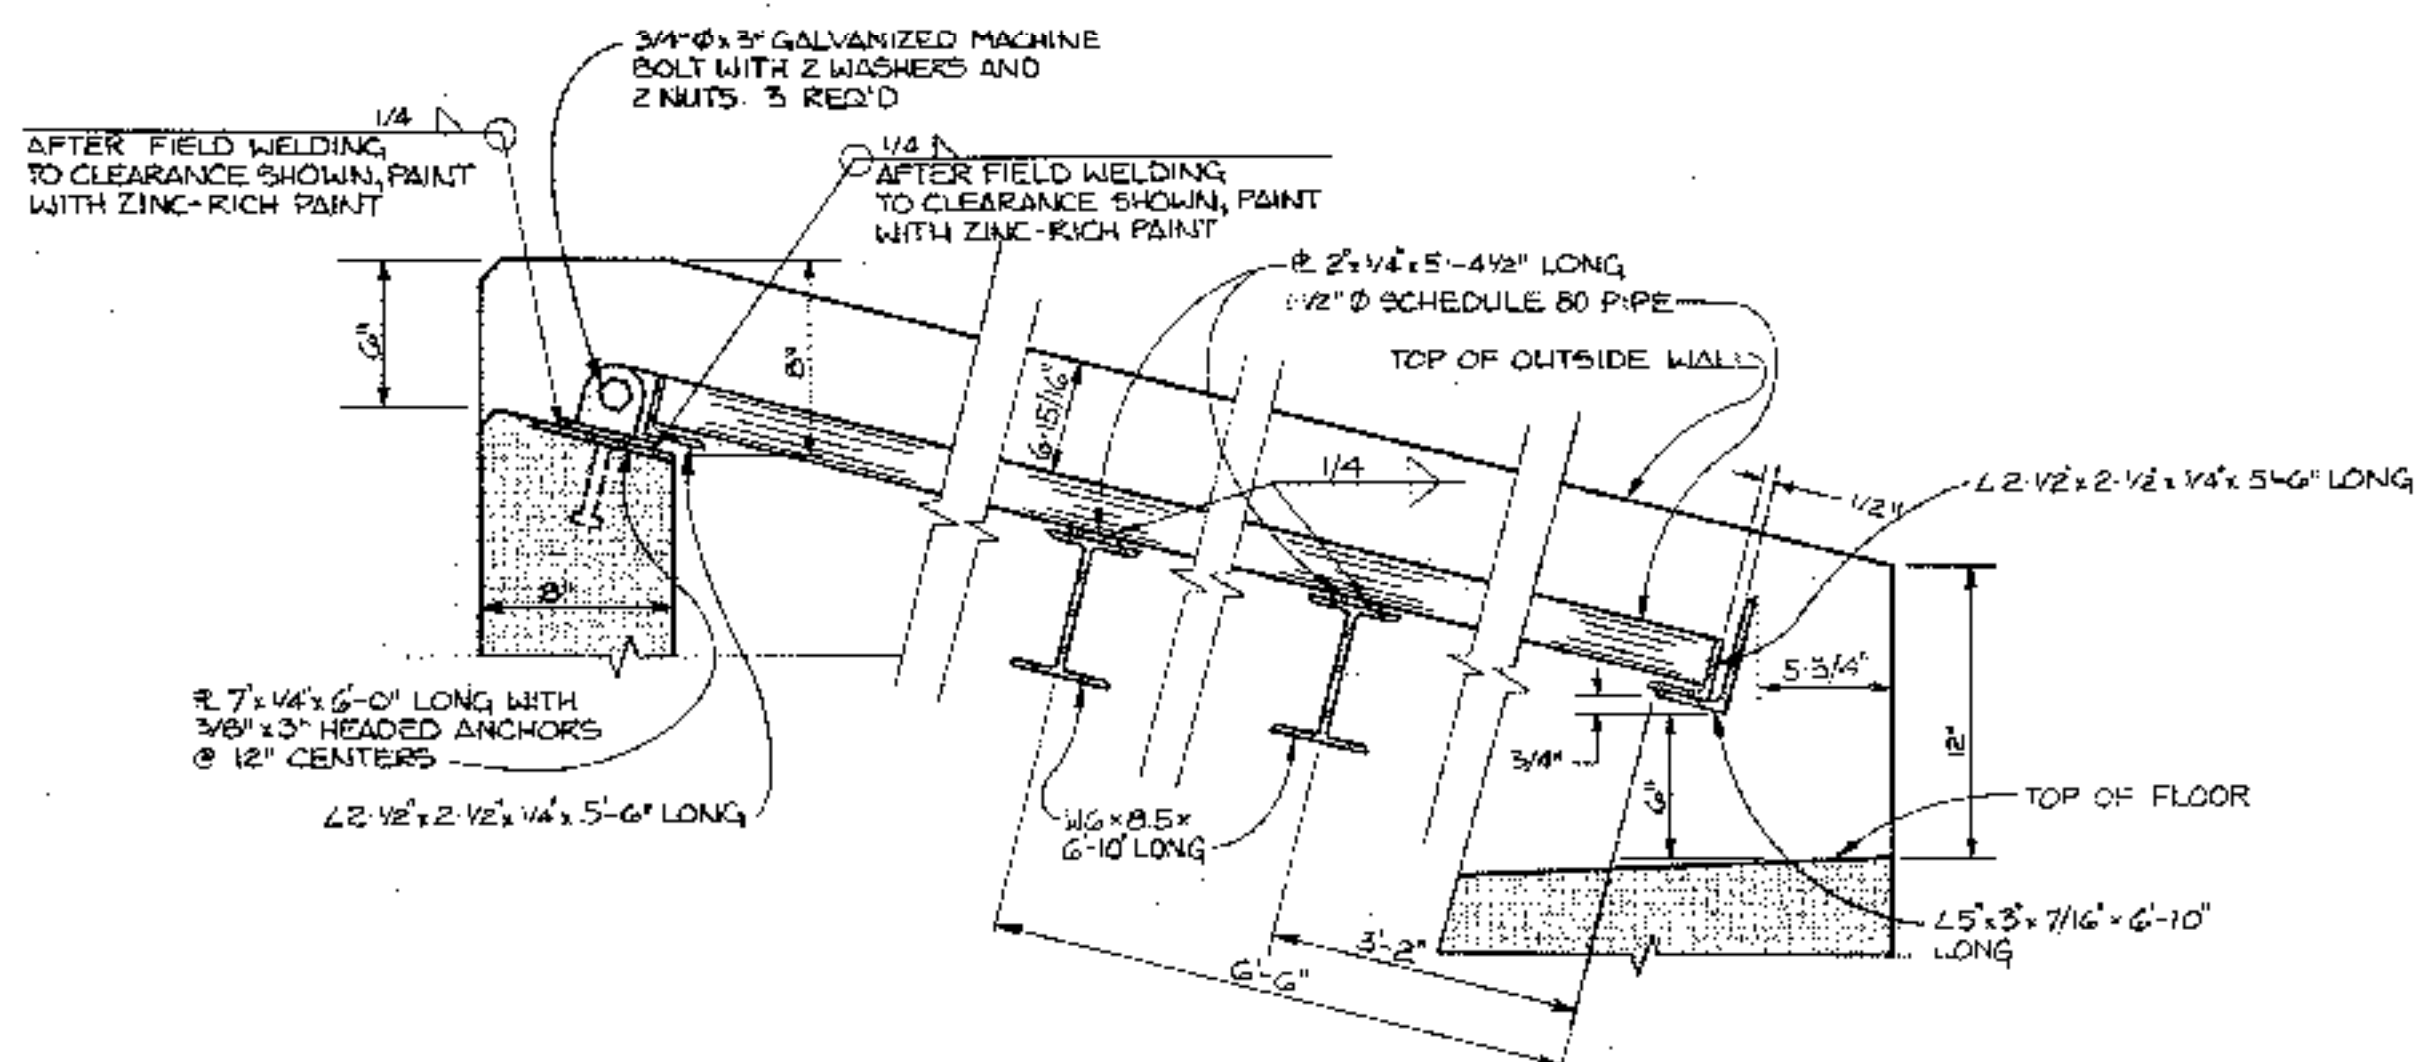 3/4"Ø x 3" GALVANIZED MACHINE
BOLT WITH 2 WASHERS AND
2 NUTS. 3 REQ'D
1/4
AFTER FIELD WELDING
TO CLEARANCE SHOWN, PAINT
WITH ZINC-RICH PAINT
1/4
AFTER FIELD WELDING
TO CLEARANCE SHOWN, PAINT
WITH ZINC-RICH PAINT
℄ 2"x 1/4"x 5'-4 1/2" LONG
1-1/2" Ø SCHEDULE 80 PIPE
TOP OF OUTSIDE WALL
6"
8"
6-15/16"
1/4
∠2-1/2"x 2-1/2"x 1/4"x 5'-6" LONG
1/2"
8"
5-3/4"
℄ 7"x 1/4"x 6'-0" LONG WITH
3/8" x 3" HEADED ANCHORS
@ 12" CENTERS
3/4"
6"
12"
TOP OF FLOOR
∠2-1/2"x 2-1/2"x 1/4"x 5'-6" LONG
W6 x 8.5 x
6'-10" LONG
∠5"x 3"x 7/16"x 6'-10"
LONG
3'-2"
6'-6"